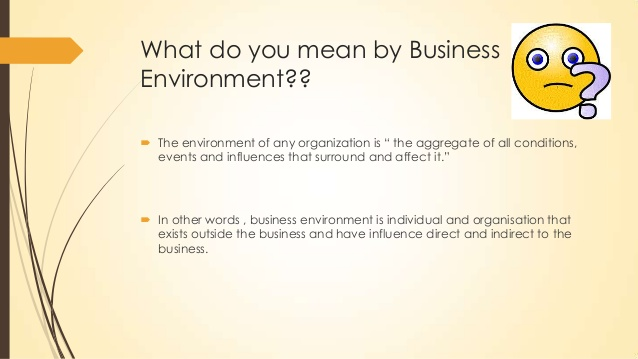 What do you mean by Business
Environment??
The environment of any organization is “ the aggregate of all conditions,
events and influences that surround and affect it.”
In other words , business environment is individual and organisation that
exists outside the business and have influence direct and indirect to the
business.